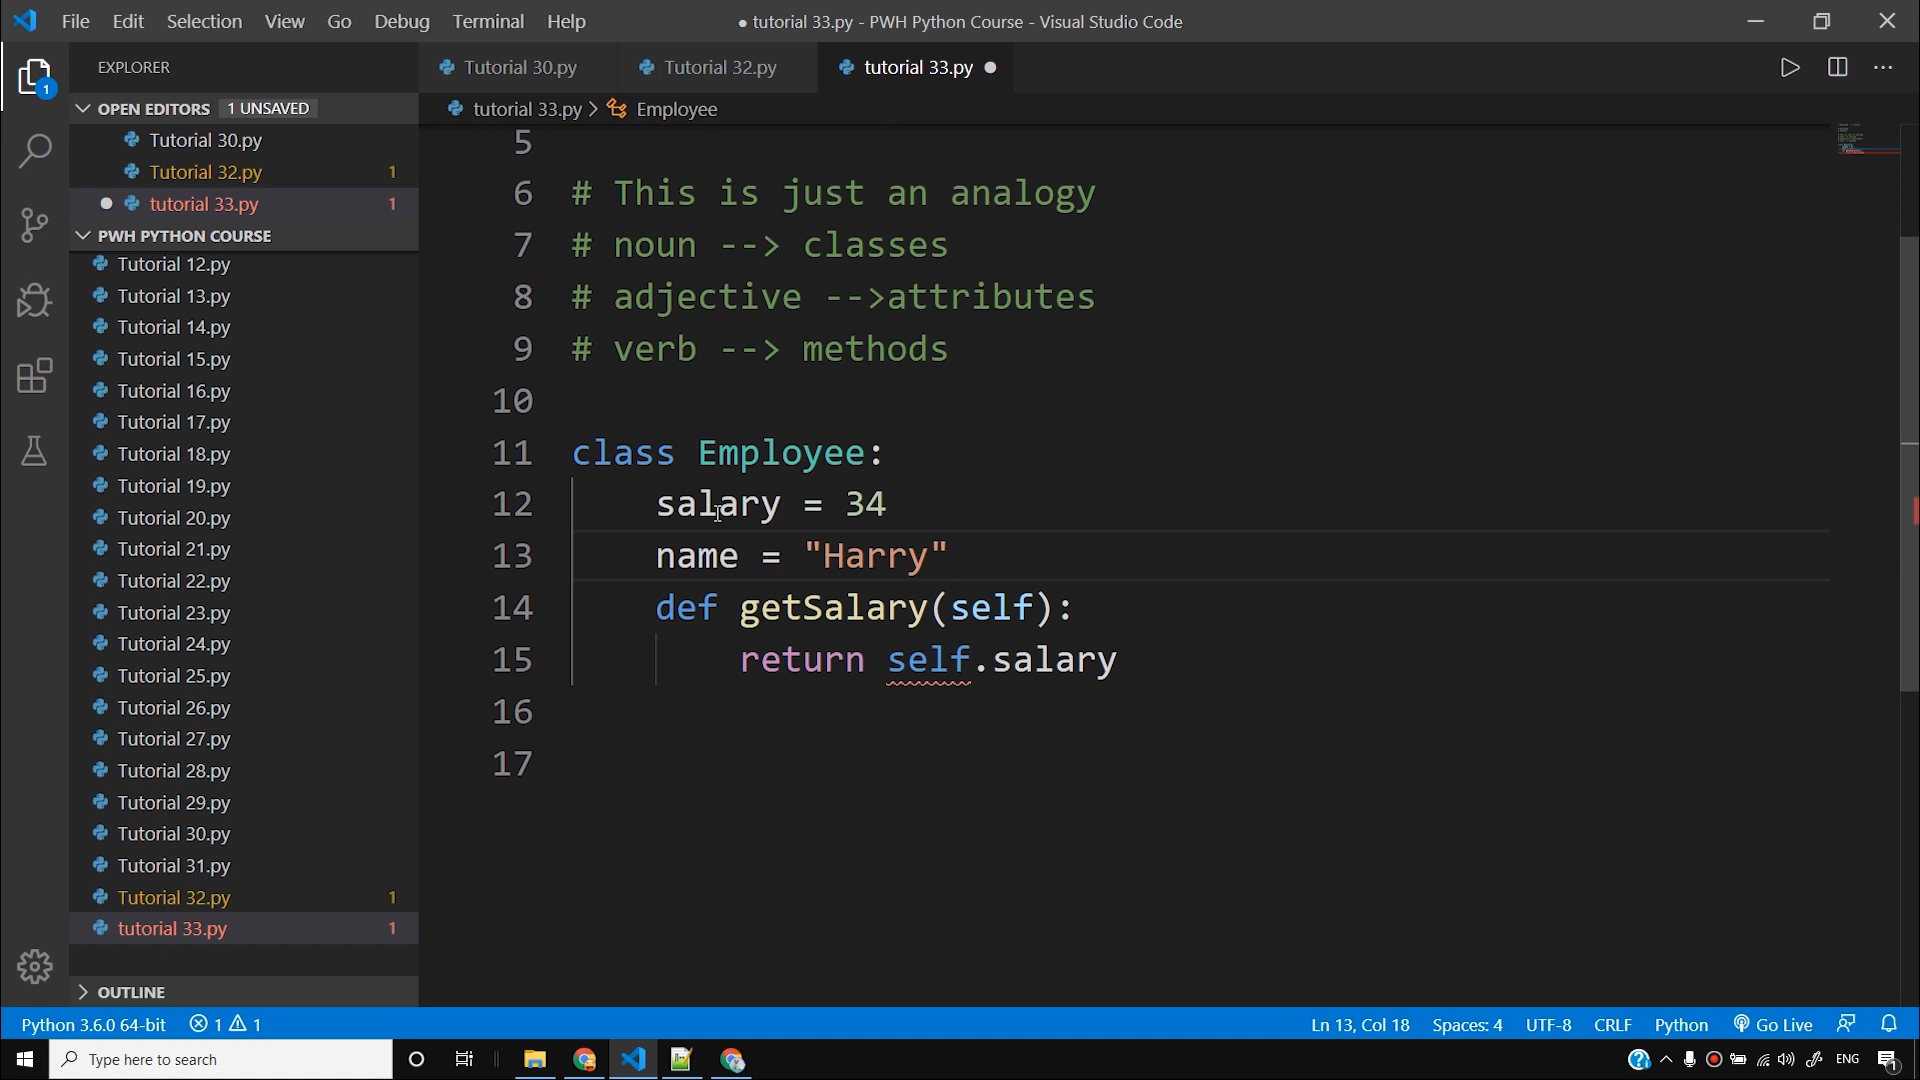 File Edit Selection View Go Debug Terminal Help
● tutorial 33.py - PWH Python Course - Visual Studio Code
EXPLORER
Tutorial 30.py Tutorial 32.py tutorial 33.py
OPEN EDITORS 1 UNSAVED
tutorial 33.py > Employee
Tutorial 30.py
Tutorial 32.py 1
tutorial 33.py 1
PWH PYTHON COURSE
Tutorial 12.py
Tutorial 13.py
Tutorial 14.py
Tutorial 15.py
Tutorial 16.py
Tutorial 17.py
Tutorial 18.py
Tutorial 19.py
Tutorial 20.py
Tutorial 21.py
Tutorial 22.py
Tutorial 23.py
Tutorial 24.py
Tutorial 25.py
Tutorial 26.py
Tutorial 27.py
Tutorial 28.py
Tutorial 29.py
Tutorial 30.py
Tutorial 31.py
Tutorial 32.py 1
tutorial 33.py 1
OUTLINE
5
6 # This is just an analogy
7 # noun --> classes
8 # adjective -->attributes
9 # verb --> methods
10
11 class Employee:
12 salary = 34
13 name = "Harry"
14 def getSalary(self):
15 return self.salary
16
17
Python 3.6.0 64-bit 1 1 Ln 13, Col 18 Spaces: 4 UTF-8 CRLF Python Go Live
Type here to search ENG 1